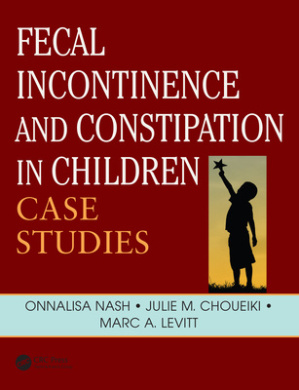 FECAL
INCONTINENCE
AND CONSTIPATION
IN CHILDREN
CASE
STUDIES
ONNALISA NASH • JULIE M. CHOUEIKI •
MARC A. LEVITT